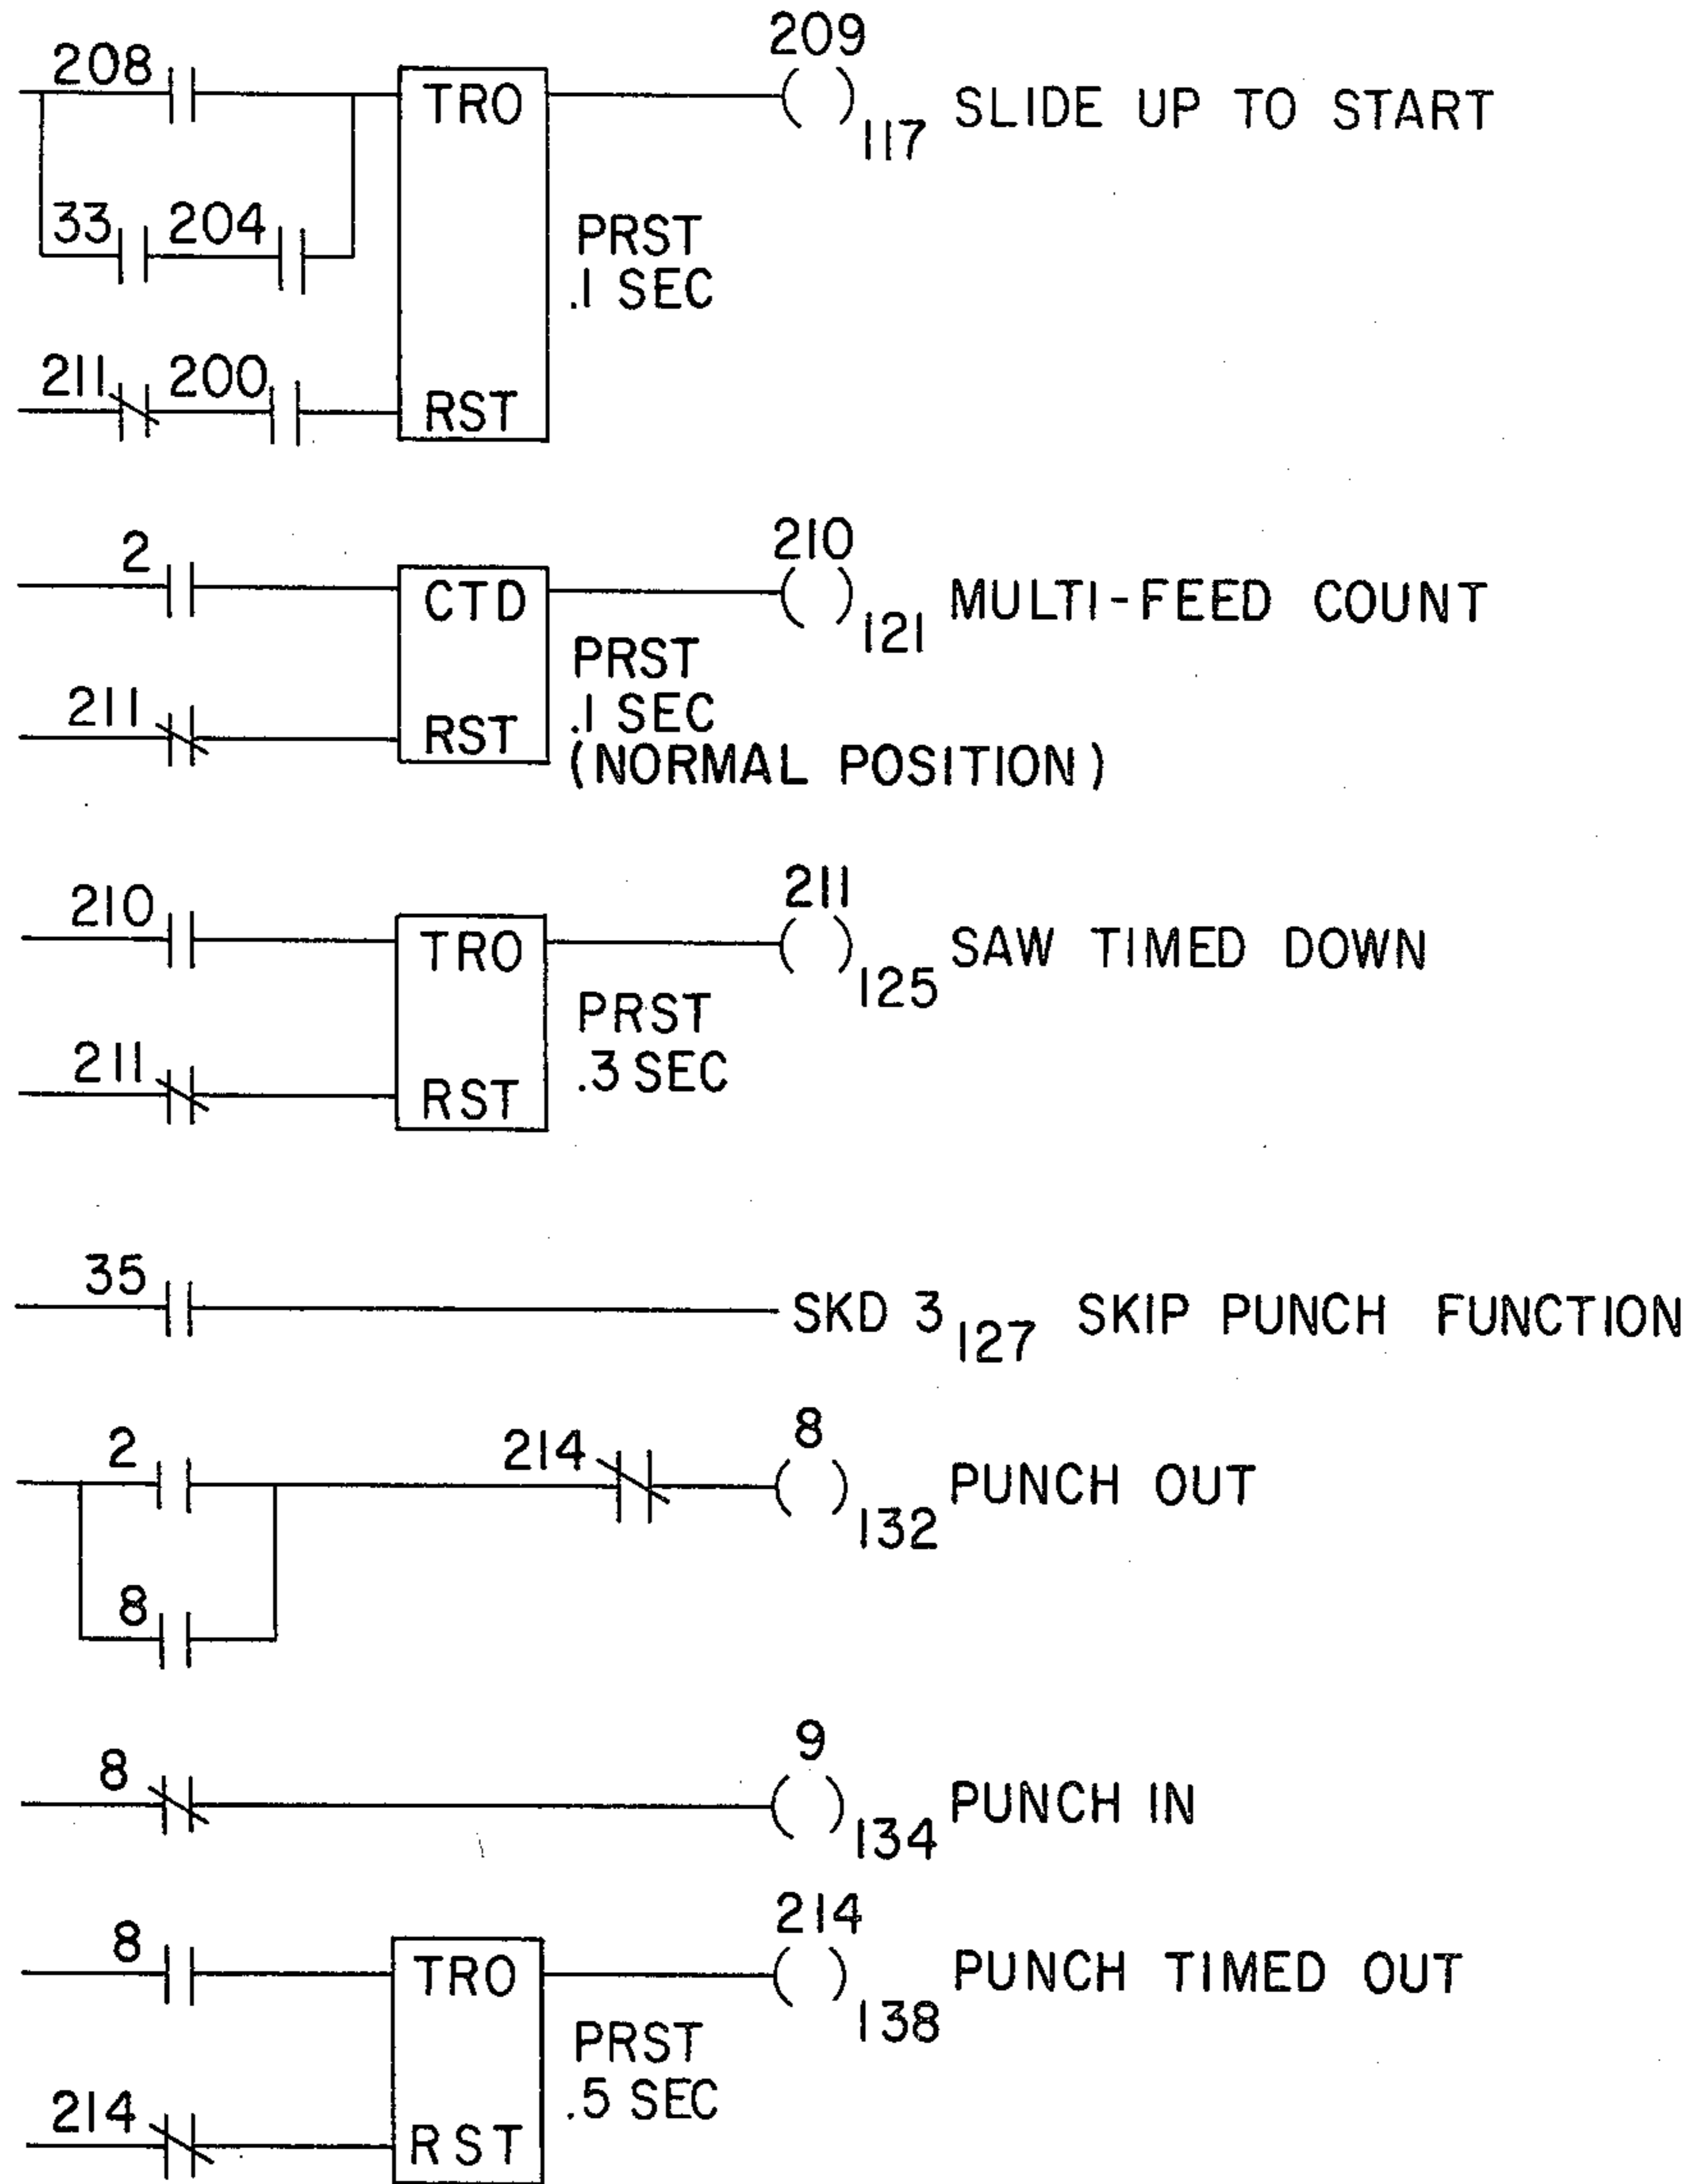 208
TRO
209
117
SLIDE UP TO START
33
204
PRST
.1 SEC
211
200
RST
2
CTD
210
121
MULTI-FEED COUNT
PRST
.1 SEC
(NORMAL POSITION)
211
RST
210
TRO
211
125
SAW TIMED DOWN
PRST
.3 SEC
211
RST
35
SKD 3 127 SKIP PUNCH FUNCTION
2
214
8
132
PUNCH OUT
8
8
9
134
PUNCH IN
8
TRO
214
138
PUNCH TIMED OUT
PRST
.5 SEC
214
RST